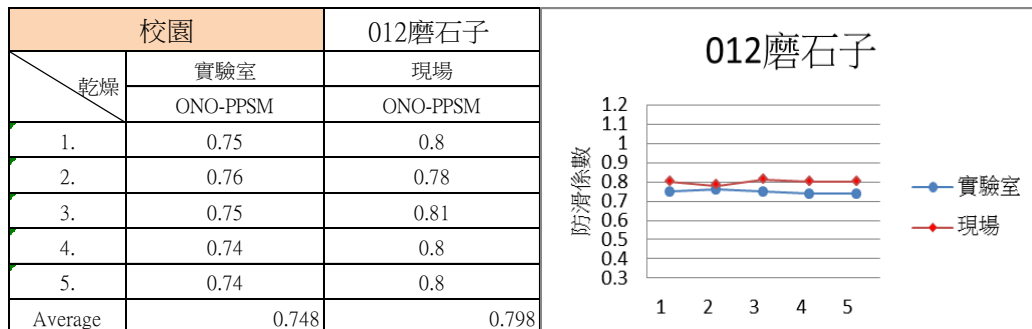 校園 012磨石子
乾燥 實驗室 現場
ONO-PPSM ONO-PPSM
1. 0.75 0.8
2. 0.76 0.78
3. 0.75 0.81
4. 0.74 0.8
5. 0.74 0.8
Average 0.748 0.798
012磨石子
防滑係數
1.2
1.1
1
0.9
0.8
0.7
0.6
0.5
0.4
0.3
1 2 3 4 5
實驗室
現場